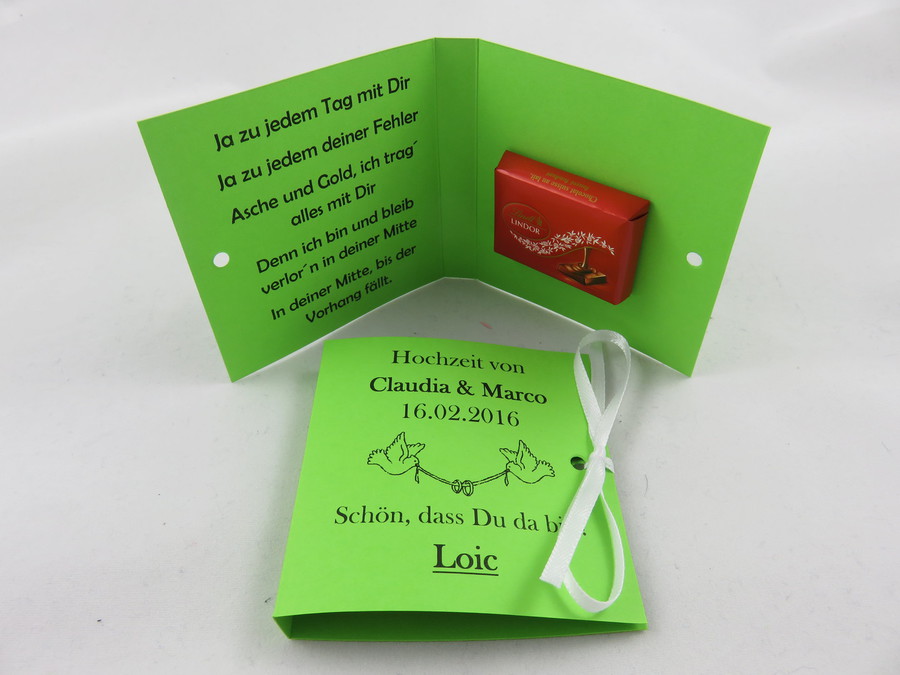 Ja zu jedem Tag mit Dir
Ja zu jedem deiner Fehler
Asche und Gold, ich trag´
alles mit Dir
Denn ich bin und bleib
verlor´n in deiner Mitte
In deiner Mitte, bis der
Vorhang fällt.
Lindt
LINDOR
Hochzeit von
Claudia & Marco
16.02.2016
Schön, dass Du da
Loic